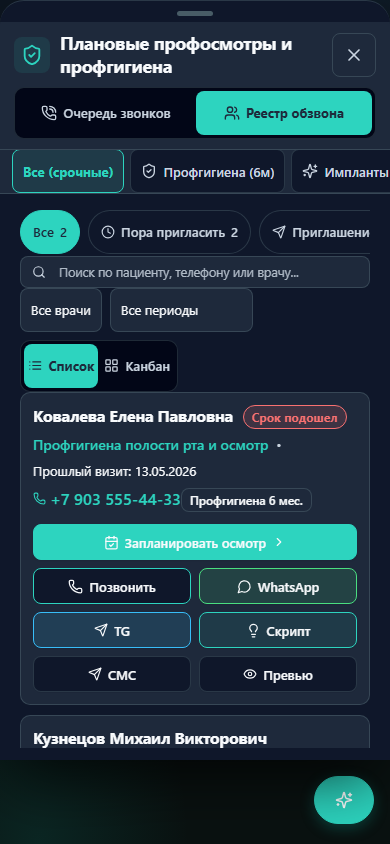 Плановые профосмотры и
профгигиена
Очередь звонков
Реестр обзвона
Все (срочные)
Профгигиена (6м)
Импланты
Все 2
Пора пригласить 2
Приглашени
Поиск по пациенту, телефону или врачу...
Все врачи
Все периоды
Список
Канбан
Ковалева Елена Павловна
Срок подошел
Профгигиена полости рта и осмотр •
Прошлый визит: 13.05.2026
+7 903 555-44-33
Профгигиена 6 мес.
Запланировать осмотр
Позвонить
WhatsApp
TG
Скрипт
СМС
Превью
Кузнецов Михаил Викторович